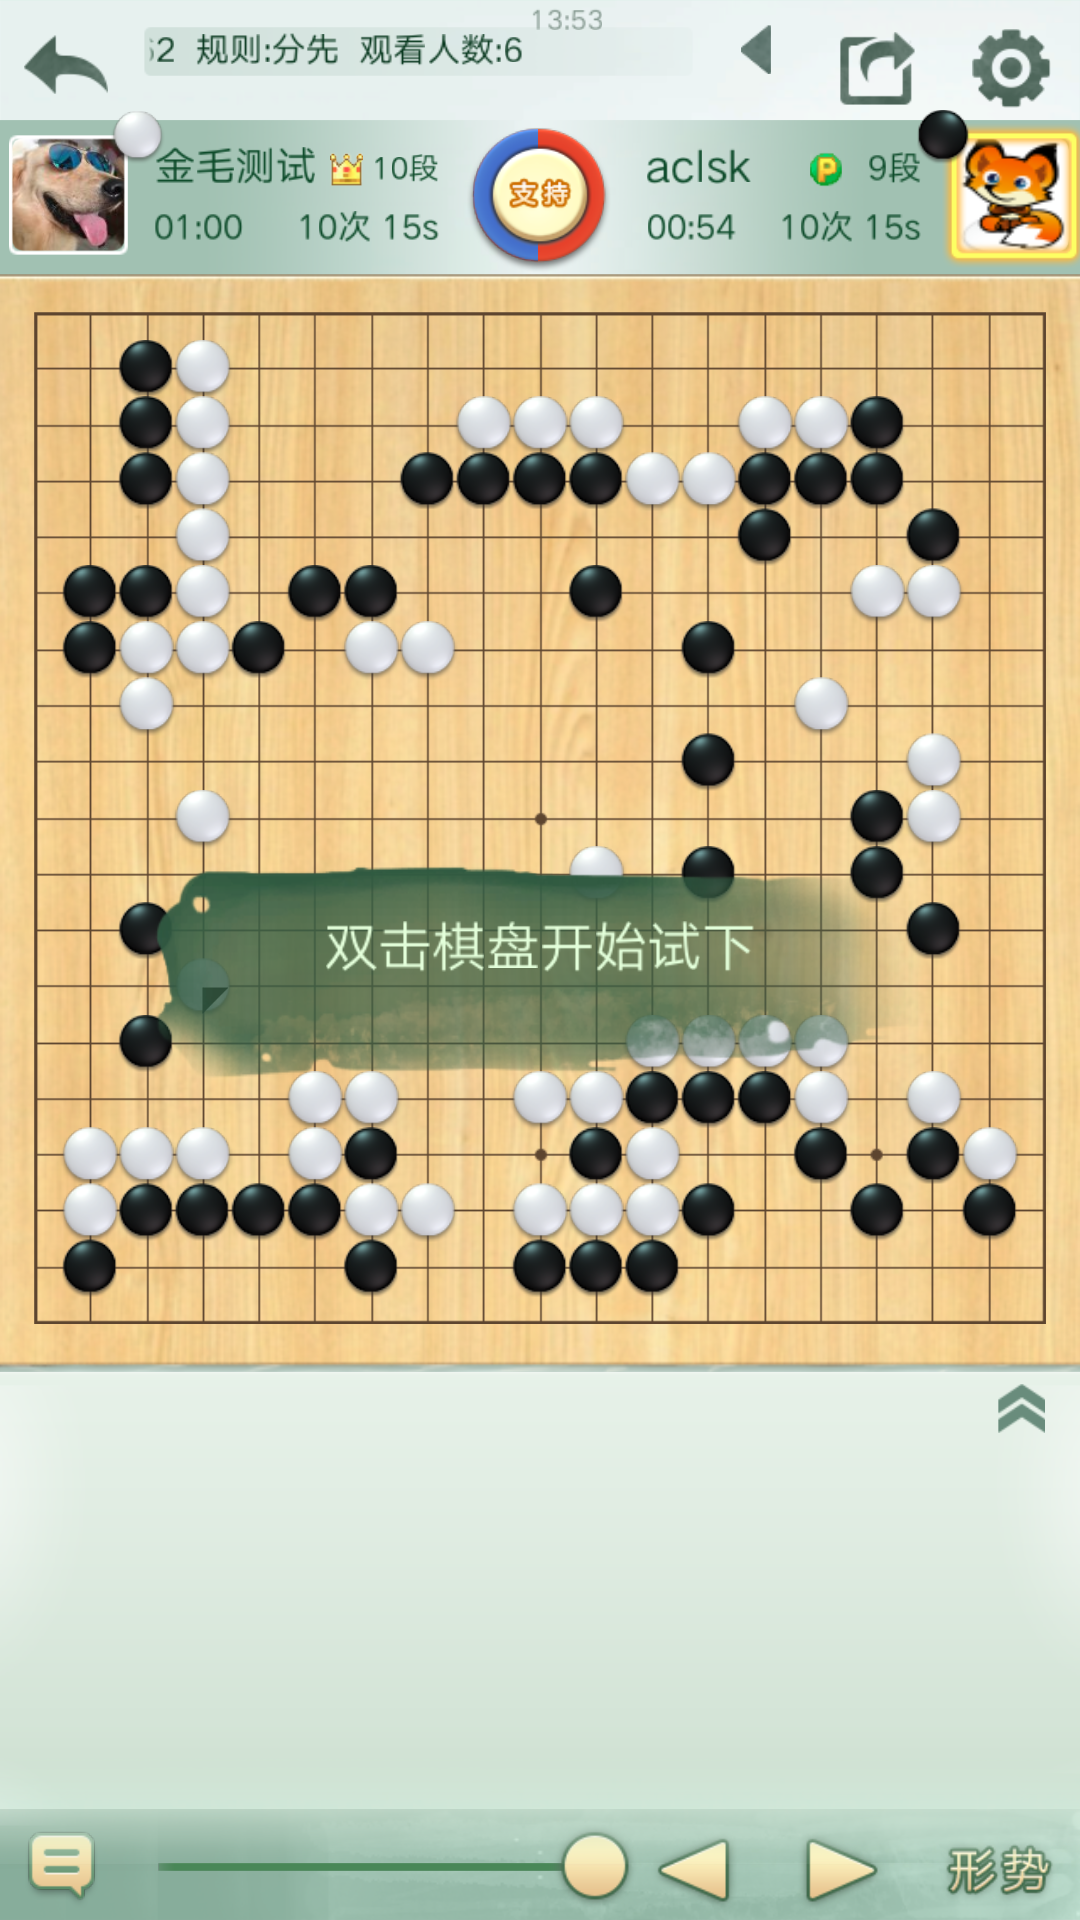 13:53
62 规则:分先 观看人数:6
金毛测试 10段
01:00 10次 15s
支持
aclsk P 9段
00:54 10次 15s
双击棋盘开始试下
形势